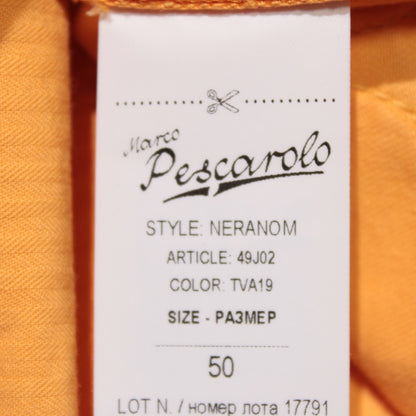 Marco
Pescarolo
STYLE: NERANOM
ARTICLE: 49J02
COLOR: TVA19
SIZE - РАЗМЕР
50
LOT N. / номер лота 17791